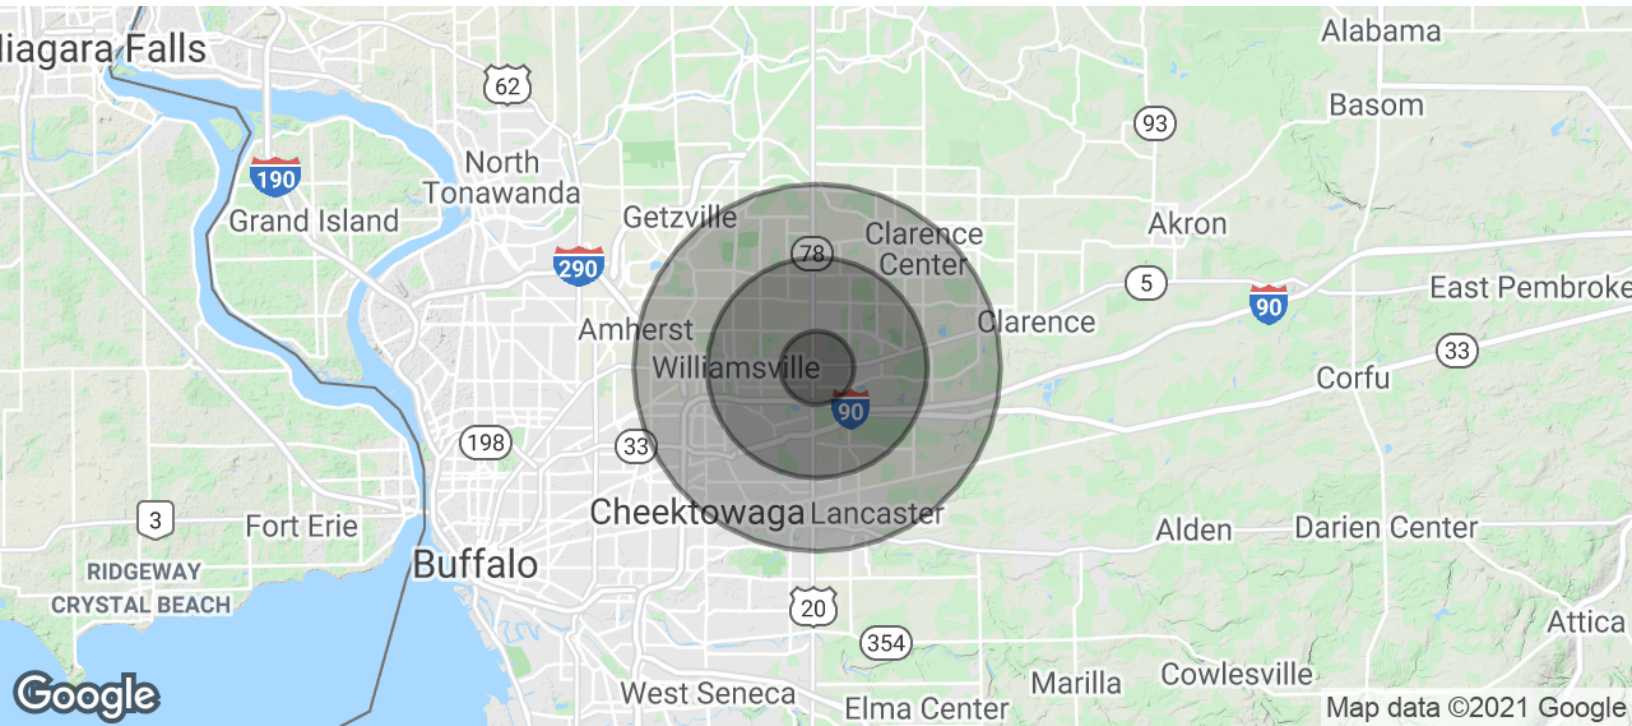 Niagara Falls
Alabama
62
Basom
93
North
Tonawanda
190
Grand Island
Getzville
Akron
Clarence
Center
78
290
5
East Pembroke
90
Amherst
Clarence
33
Williamsville
Corfu
90
198
33
3
Fort Erie
Cheektowaga
Lancaster
Alden
Darien Center
Buffalo
RIDGEWAY
CRYSTAL BEACH
20
Attica
354
Google
West Seneca
Elma Center
Marilla
Cowlesville
Map data ©2021 Google